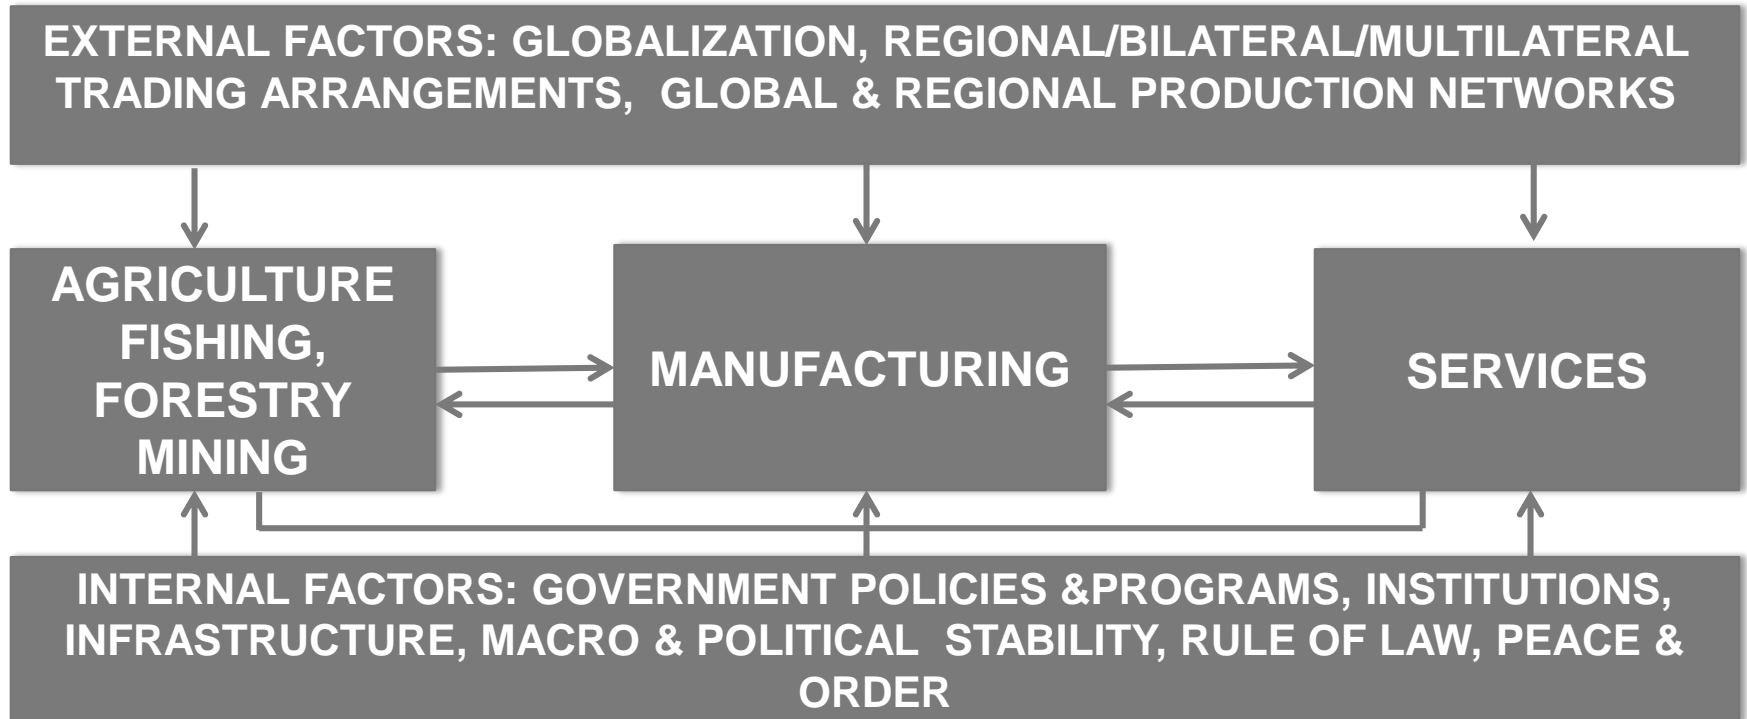 EXTERNAL FACTORS: GLOBALIZATION, REGIONAL/BILATERAL/MULTILATERAL
TRADING ARRANGEMENTS, GLOBAL & REGIONAL PRODUCTION NETWORKS
AGRICULTURE
FISHING,
FORESTRY
MINING
MANUFACTURING
SERVICES
INTERNAL FACTORS: GOVERNMENT POLICIES &PROGRAMS, INSTITUTIONS,
INFRASTRUCTURE, MACRO & POLITICAL STABILITY, RULE OF LAW, PEACE &
ORDER